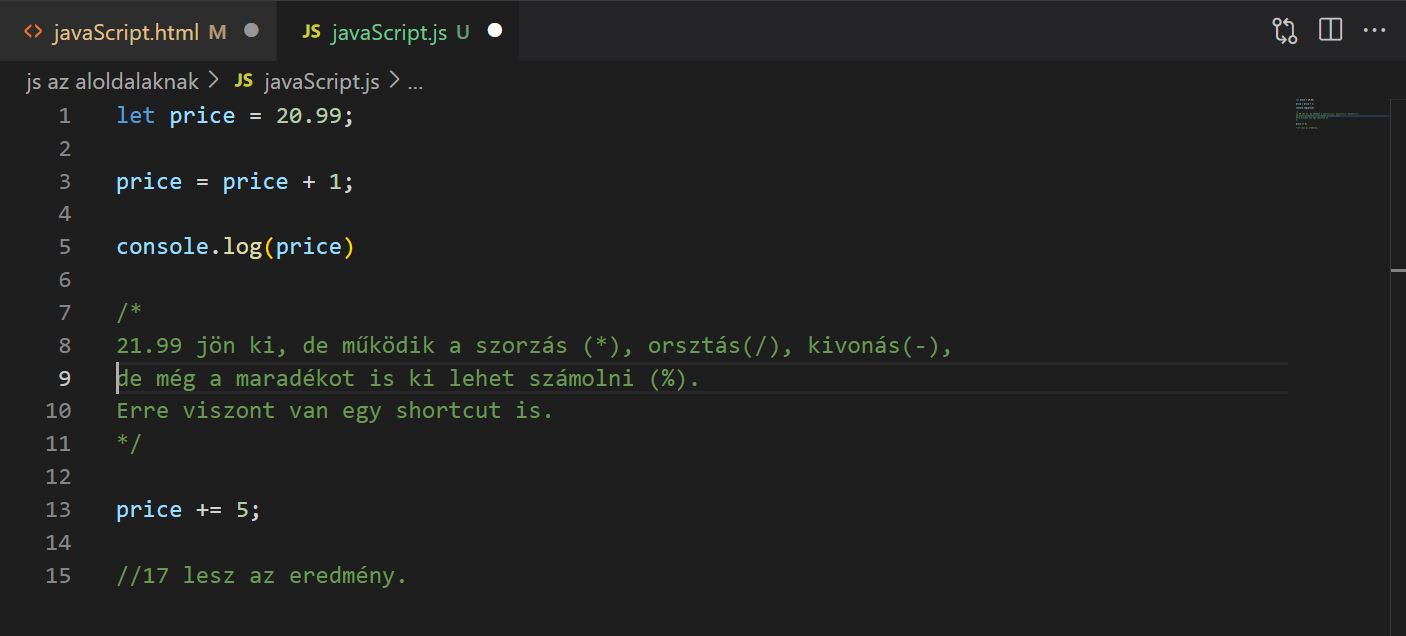 <> javaScript.html M ● JS javaScript.js U ●
js az aloldalaknak > JS javaScript.js > ...
1 let price = 20.99;
2
3 price = price + 1;
4
5 console.log(price)
6
7 /*
8 21.99 jön ki, de működik a szorzás (*), orsztás(/), kivonás(-),
9 de még a maradékot is ki lehet számolni (%).
10 Erre viszont van egy shortcut is.
11 */
12
13 price += 5;
14
15 //17 lesz az eredmény.